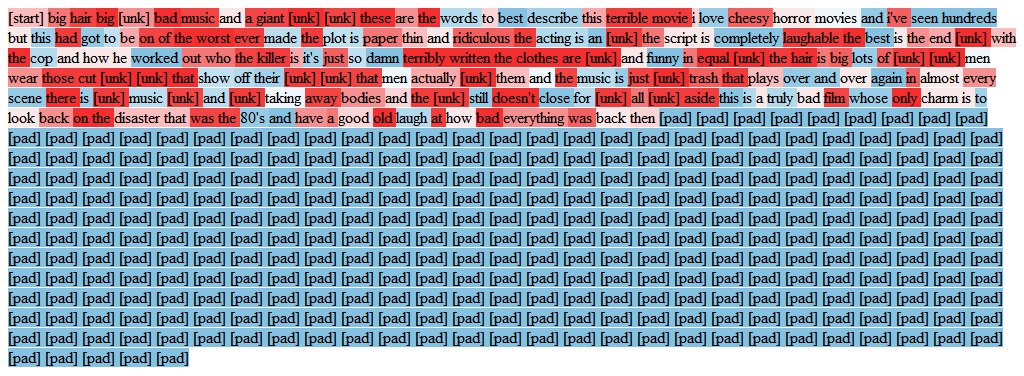 [start] big hair big [unk] bad music and a giant [unk] [unk] these are the words to best describe this terrible movie i love cheesy horror movies and i've seen hundreds
but this had got to be on of the worst ever made the plot is paper thin and ridiculous the acting is an [unk] the script is completely laughable the best is the end [unk] with
the cop and how he worked out who the killer is it's just so damn terribly written the clothes are [unk] and funny in equal [unk] the hair is big lots of [unk] [unk] men
wear those cut [unk] [unk] that show off their [unk] [unk] that men actually [unk] them and the music is just [unk] trash that plays over and over again in almost every
scene there is [unk] music [unk] and [unk] taking away bodies and the [unk] still doesn't close for [unk] all [unk] aside this is a truly bad film whose only charm is to
look back on the disaster that was the 80's and have a good old laugh at how bad everything was back then [pad] [pad] [pad] [pad] [pad] [pad] [pad] [pad] [pad]
[pad] [pad] [pad] [pad] [pad] [pad] [pad] [pad] [pad] [pad] [pad] [pad] [pad] [pad] [pad] [pad] [pad] [pad] [pad] [pad] [pad] [pad] [pad] [pad] [pad] [pad] [pad]
[pad] [pad] [pad] [pad] [pad] [pad] [pad] [pad] [pad] [pad] [pad] [pad] [pad] [pad] [pad] [pad] [pad] [pad] [pad] [pad] [pad] [pad] [pad] [pad] [pad] [pad] [pad]
[pad] [pad] [pad] [pad] [pad] [pad] [pad] [pad] [pad] [pad] [pad] [pad] [pad] [pad] [pad] [pad] [pad] [pad] [pad] [pad] [pad] [pad] [pad] [pad] [pad] [pad] [pad]
[pad] [pad] [pad] [pad] [pad] [pad] [pad] [pad] [pad] [pad] [pad] [pad] [pad] [pad] [pad] [pad] [pad] [pad] [pad] [pad] [pad] [pad] [pad] [pad] [pad] [pad] [pad]
[pad] [pad] [pad] [pad] [pad] [pad] [pad] [pad] [pad] [pad] [pad] [pad] [pad] [pad] [pad] [pad] [pad] [pad] [pad] [pad] [pad] [pad] [pad] [pad] [pad] [pad] [pad]
[pad] [pad] [pad] [pad] [pad] [pad] [pad] [pad] [pad] [pad] [pad] [pad] [pad] [pad] [pad] [pad] [pad] [pad] [pad] [pad] [pad] [pad] [pad] [pad] [pad] [pad] [pad]
[pad] [pad] [pad] [pad] [pad] [pad] [pad] [pad] [pad] [pad] [pad] [pad] [pad] [pad] [pad] [pad] [pad] [pad] [pad] [pad] [pad] [pad] [pad] [pad] [pad] [pad] [pad]
[pad] [pad] [pad] [pad] [pad] [pad] [pad] [pad] [pad] [pad] [pad] [pad] [pad] [pad] [pad] [pad] [pad] [pad] [pad] [pad] [pad] [pad] [pad] [pad] [pad] [pad] [pad]
[pad] [pad] [pad] [pad] [pad] [pad] [pad] [pad] [pad] [pad] [pad] [pad] [pad] [pad] [pad] [pad] [pad] [pad] [pad] [pad] [pad] [pad] [pad] [pad] [pad] [pad] [pad]
[pad] [pad] [pad] [pad] [pad] [pad] [pad] [pad] [pad] [pad] [pad] [pad] [pad] [pad] [pad] [pad] [pad] [pad] [pad] [pad] [pad] [pad] [pad] [pad] [pad] [pad] [pad]
[pad] [pad] [pad] [pad] [pad] [pad] [pad] [pad] [pad] [pad] [pad] [pad] [pad] [pad] [pad] [pad] [pad] [pad] [pad] [pad] [pad] [pad] [pad] [pad] [pad] [pad] [pad]
[pad] [pad] [pad] [pad] [pad]